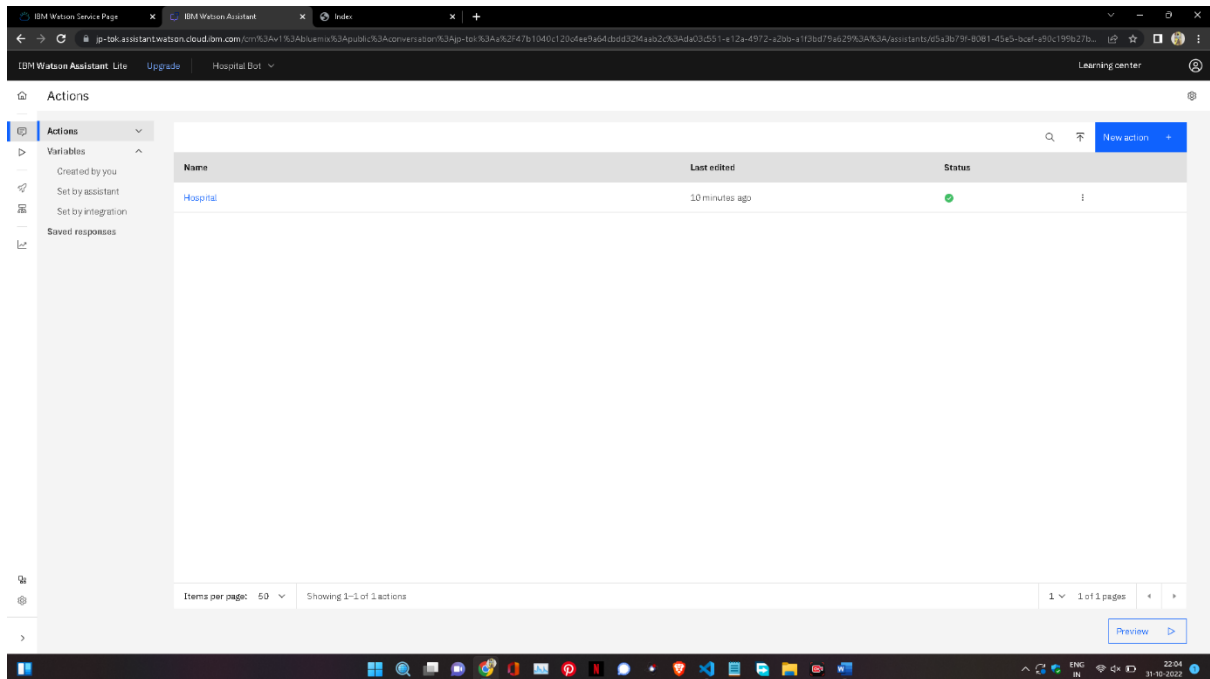 IBM Watson Service Page
IBM Watson Assistant
Index
IBM Watson Assistant Lite
Upgrade
Hospital Bot
Learning center
Actions
Actions
Variables
Created by you
Set by assistant
Set by integration
Saved responses
New action +
Name Last edited Status
Hospital 10 minutes ago
Items per page: 50 Showing 1–1 of 1 actions 1 1 of 1 pages
Preview
ENG 22:04
IN 31-10-2022